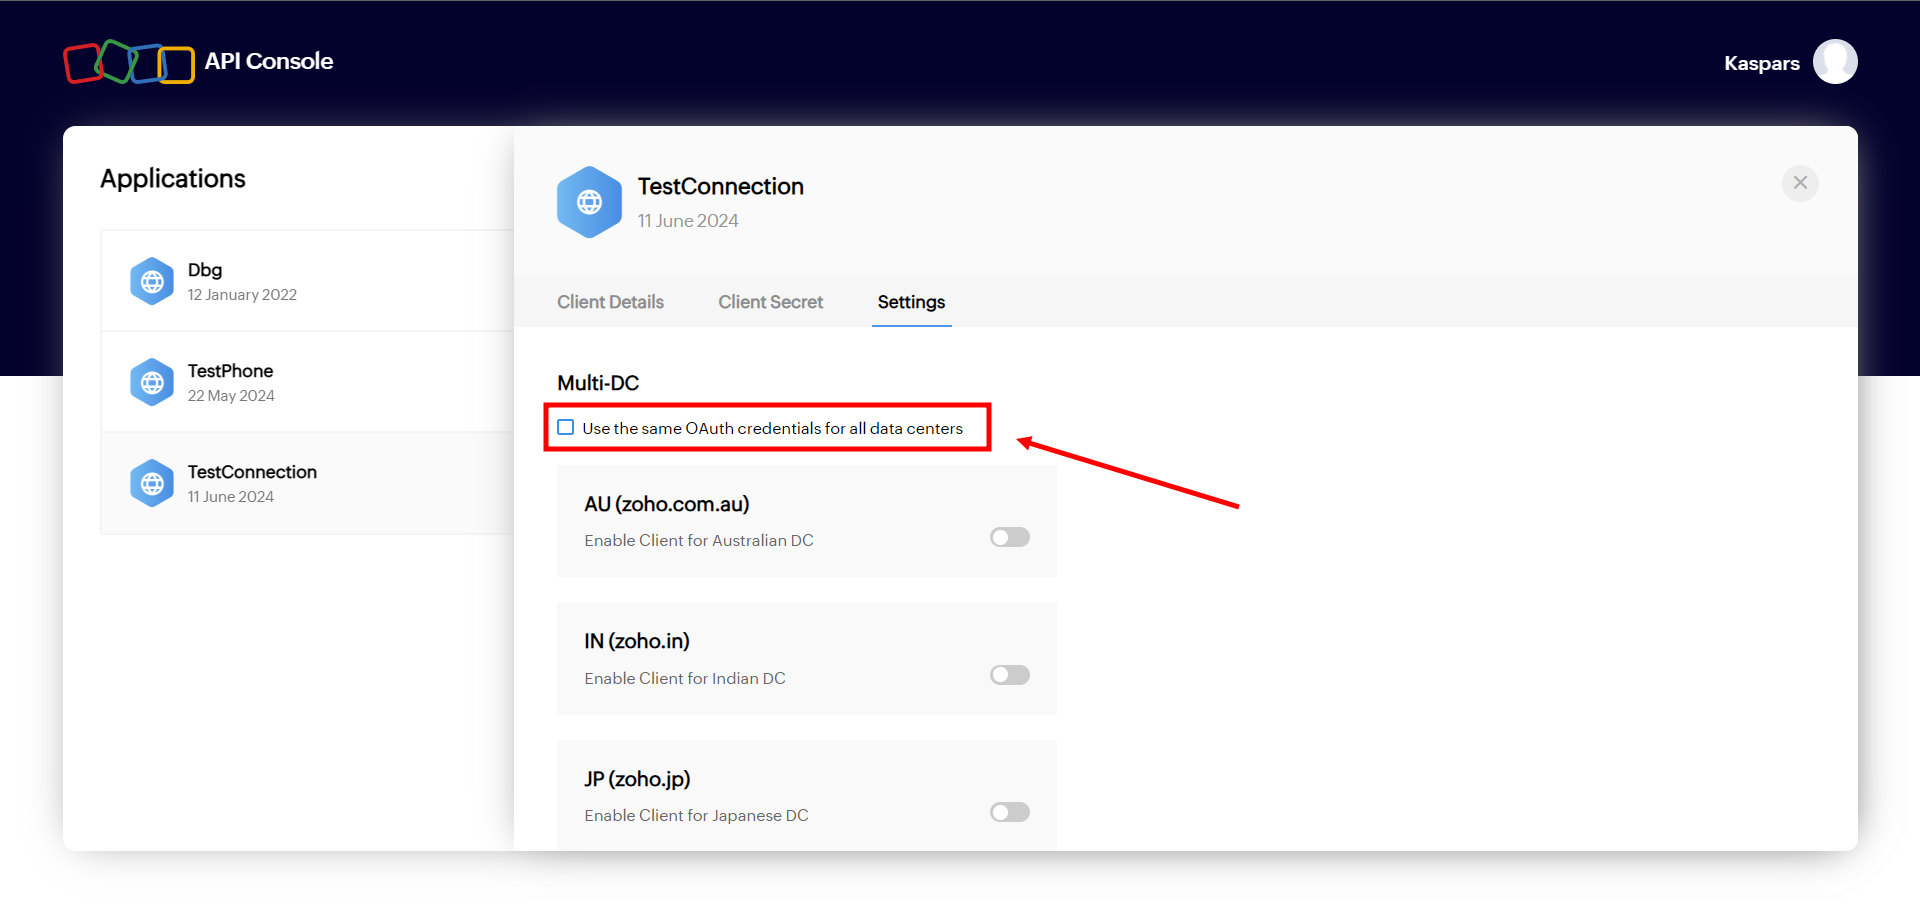 API Console
Kaspars
Applications
Dbg
12 January 2022
TestPhone
22 May 2024
TestConnection
11 June 2024
TestConnection
11 June 2024
Client Details
Client Secret
Settings
Multi-DC
Use the same OAuth credentials for all data centers
AU (zoho.com.au)
Enable Client for Australian DC
IN (zoho.in)
Enable Client for Indian DC
JP (zoho.jp)
Enable Client for Japanese DC